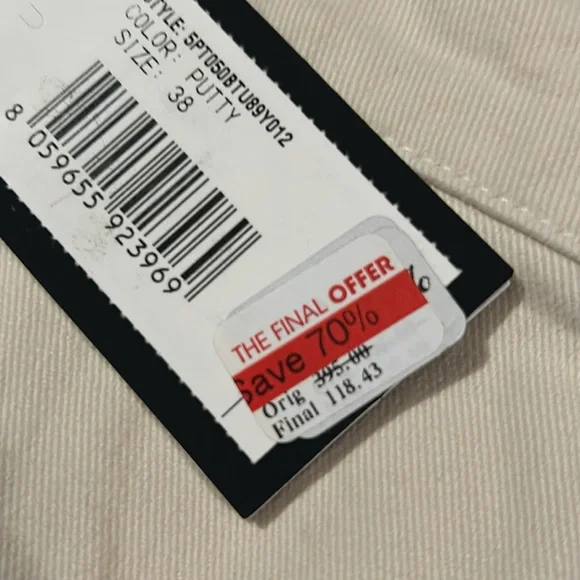 STYLE: 5PT050BTU89Y012
COLOR: PUTTY
SIZE: 38
8 059655 923969
THE FINAL OFFER
%
Save 70%
Orig 395.00
Final 118.43